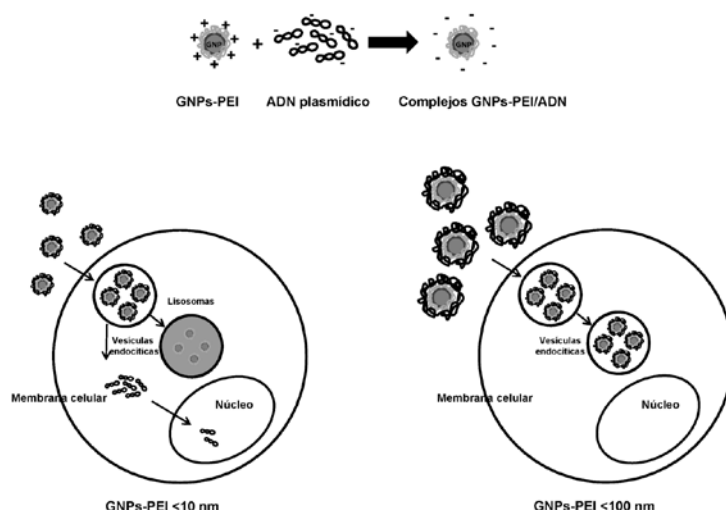 GNP
GNP
GNPs-PEI
ADN plasmídico
Complejos GNPs-PEI/ADN
Lisosomas
Vesículas
endocíticas
Membrana celular
Núcleo
GNPs-PEI <10 nm
Vesículas
endocíticas
Membrana celular
Núcleo
GNPs-PEI <100 nm